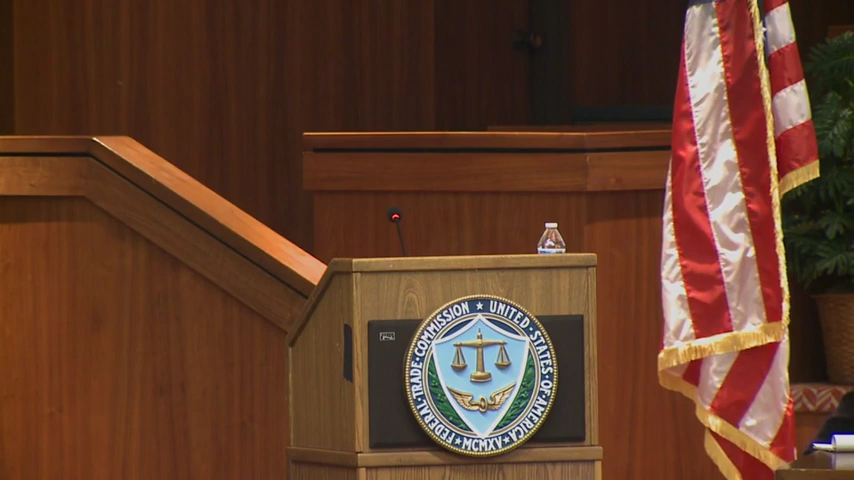 FEDERAL·TRADE·COMMISSION ★ UNITED·STATES·OF·AMERICA
★ MCMXV ★